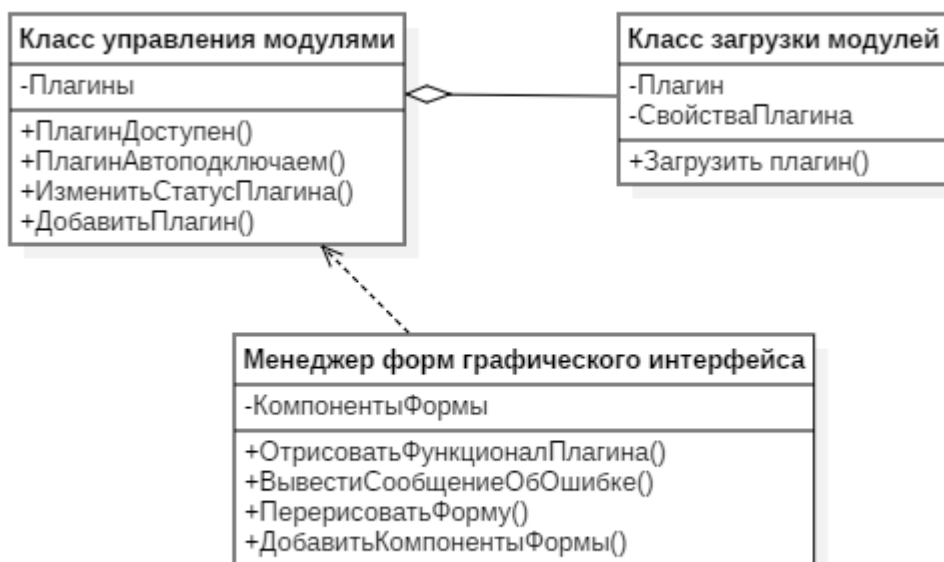 Класс управления модулями
-Плагины
+ПлагинДоступен()
+ПлагинАвтоподключаем()
+ИзменитьСтатусПлагина()
+ДобавитьПлагин()
Класс загрузки модулей
-Плагин
-СвойстваПлагина
+Загрузить плагин()
Менеджер форм графического интерфейса
-КомпонентыФормы
+ОтрисоватьФункционалПлагина()
+ВывестиСообщениеОбОшибке()
+ПерерисоватьФорму()
+ДобавитьКомпонентыФормы()